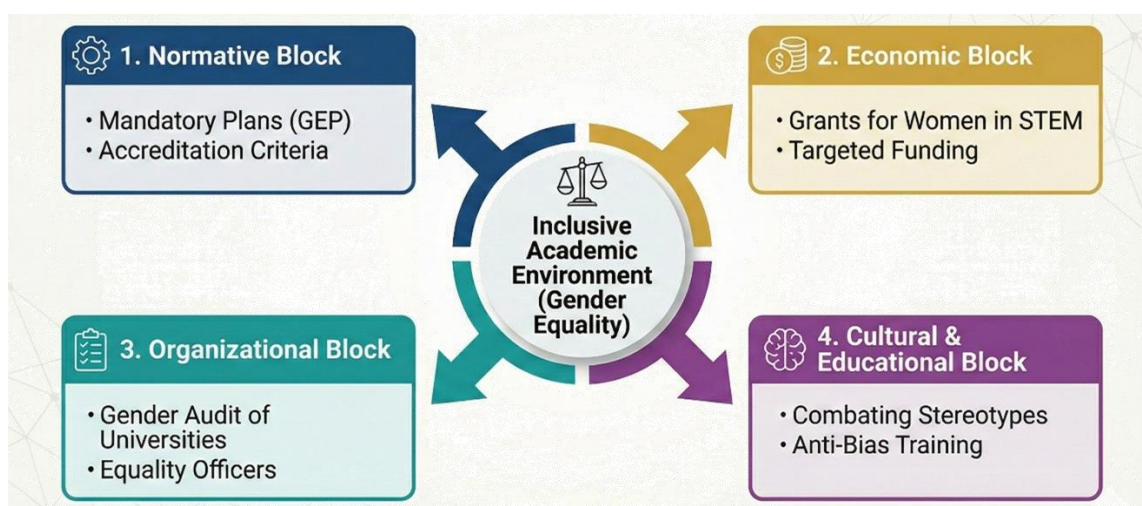 1. Normative Block
• Mandatory Plans (GEP)
• Accreditation Criteria
2. Economic Block
• Grants for Women in STEM
• Targeted Funding
Inclusive
Academic
Environment
(Gender
Equality)
3. Organizational Block
• Gender Audit of
Universities
• Equality Officers
4. Cultural &
Educational Block
• Combating Stereotypes
• Anti-Bias Training